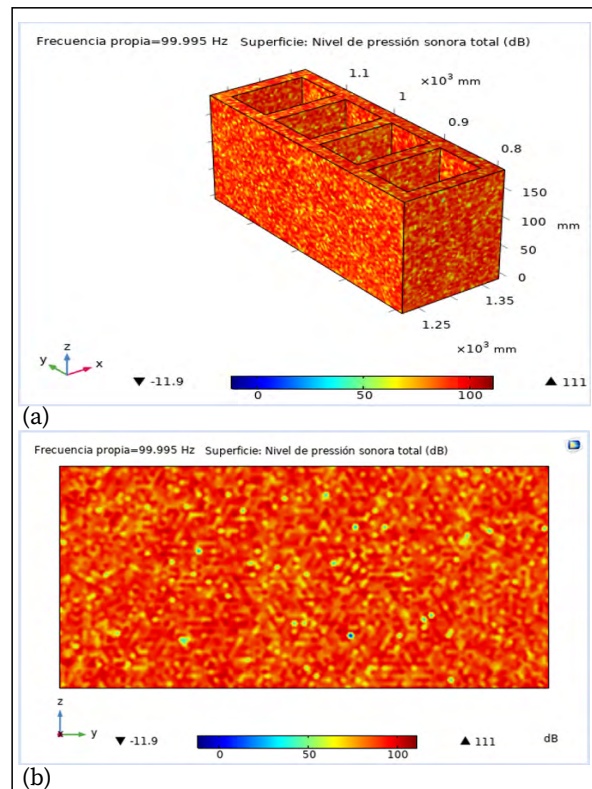 Frecuencia propia=99.995 Hz Superficie: Nivel de presión sonora total (dB)
1.1
×10³ mm
1
0.9
0.8
150
100
mm
50
0
1.35
1.25
×10³ mm
z
y
x
▼ -11.9
▲ 111
0
50
100
(a)
Frecuencia propia=99.995 Hz Superficie: Nivel de presión sonora total (dB)
z
y
▼ -11.9
▲ 111
dB
0
50
100
(b)